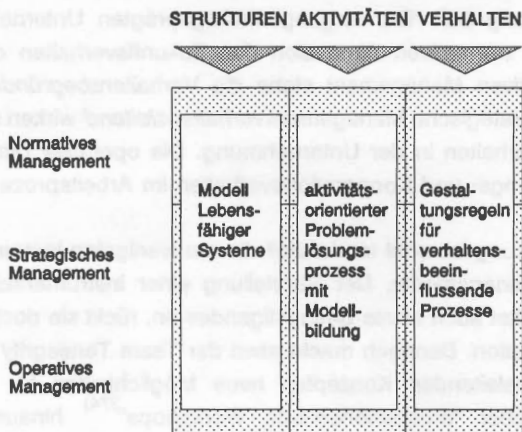 STRUKTUREN AKTIVITÄTEN VERHALTEN
Normatives
Management
Strategisches
Management
Operatives
Management
Modell
Lebens-
fähiger
Systeme
aktivitäts-
orientierter
Problem-
lösungs-
prozess
mit
Modell-
bildung
Gestal-
tungsregeln
für
verhaltens-
beein-
flussende
Prozesse